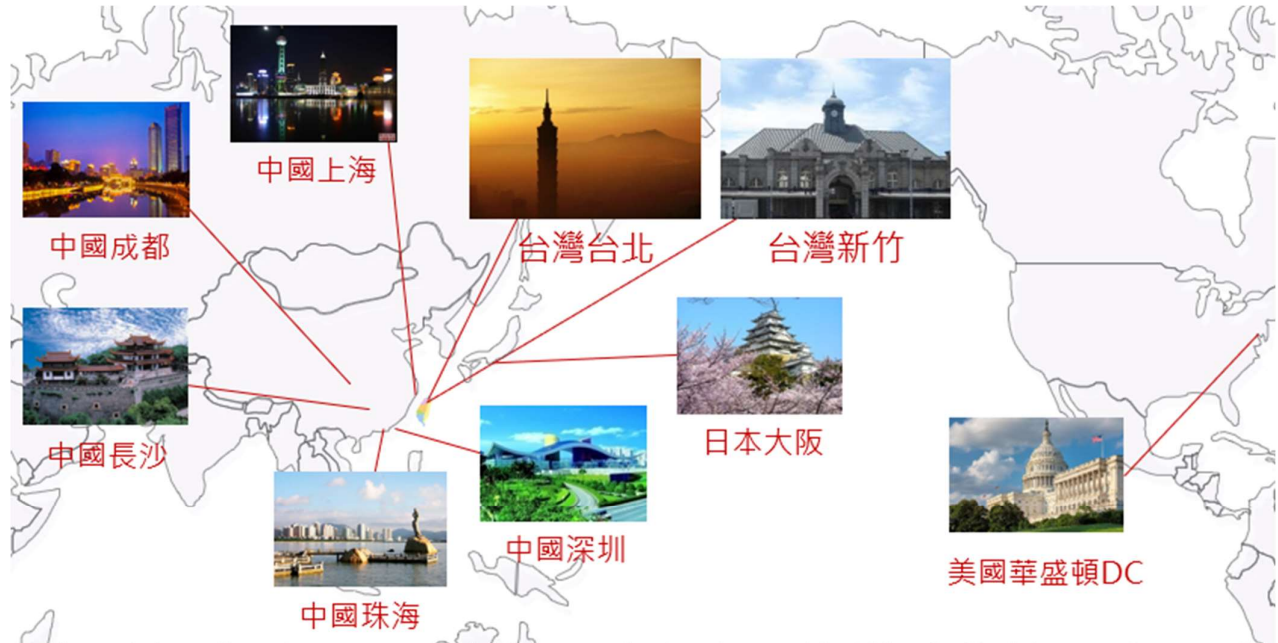 中國上海
台灣台北
台灣新竹
中國成都
日本大阪
中國長沙
中國深圳
美國華盛頓DC
中國珠海